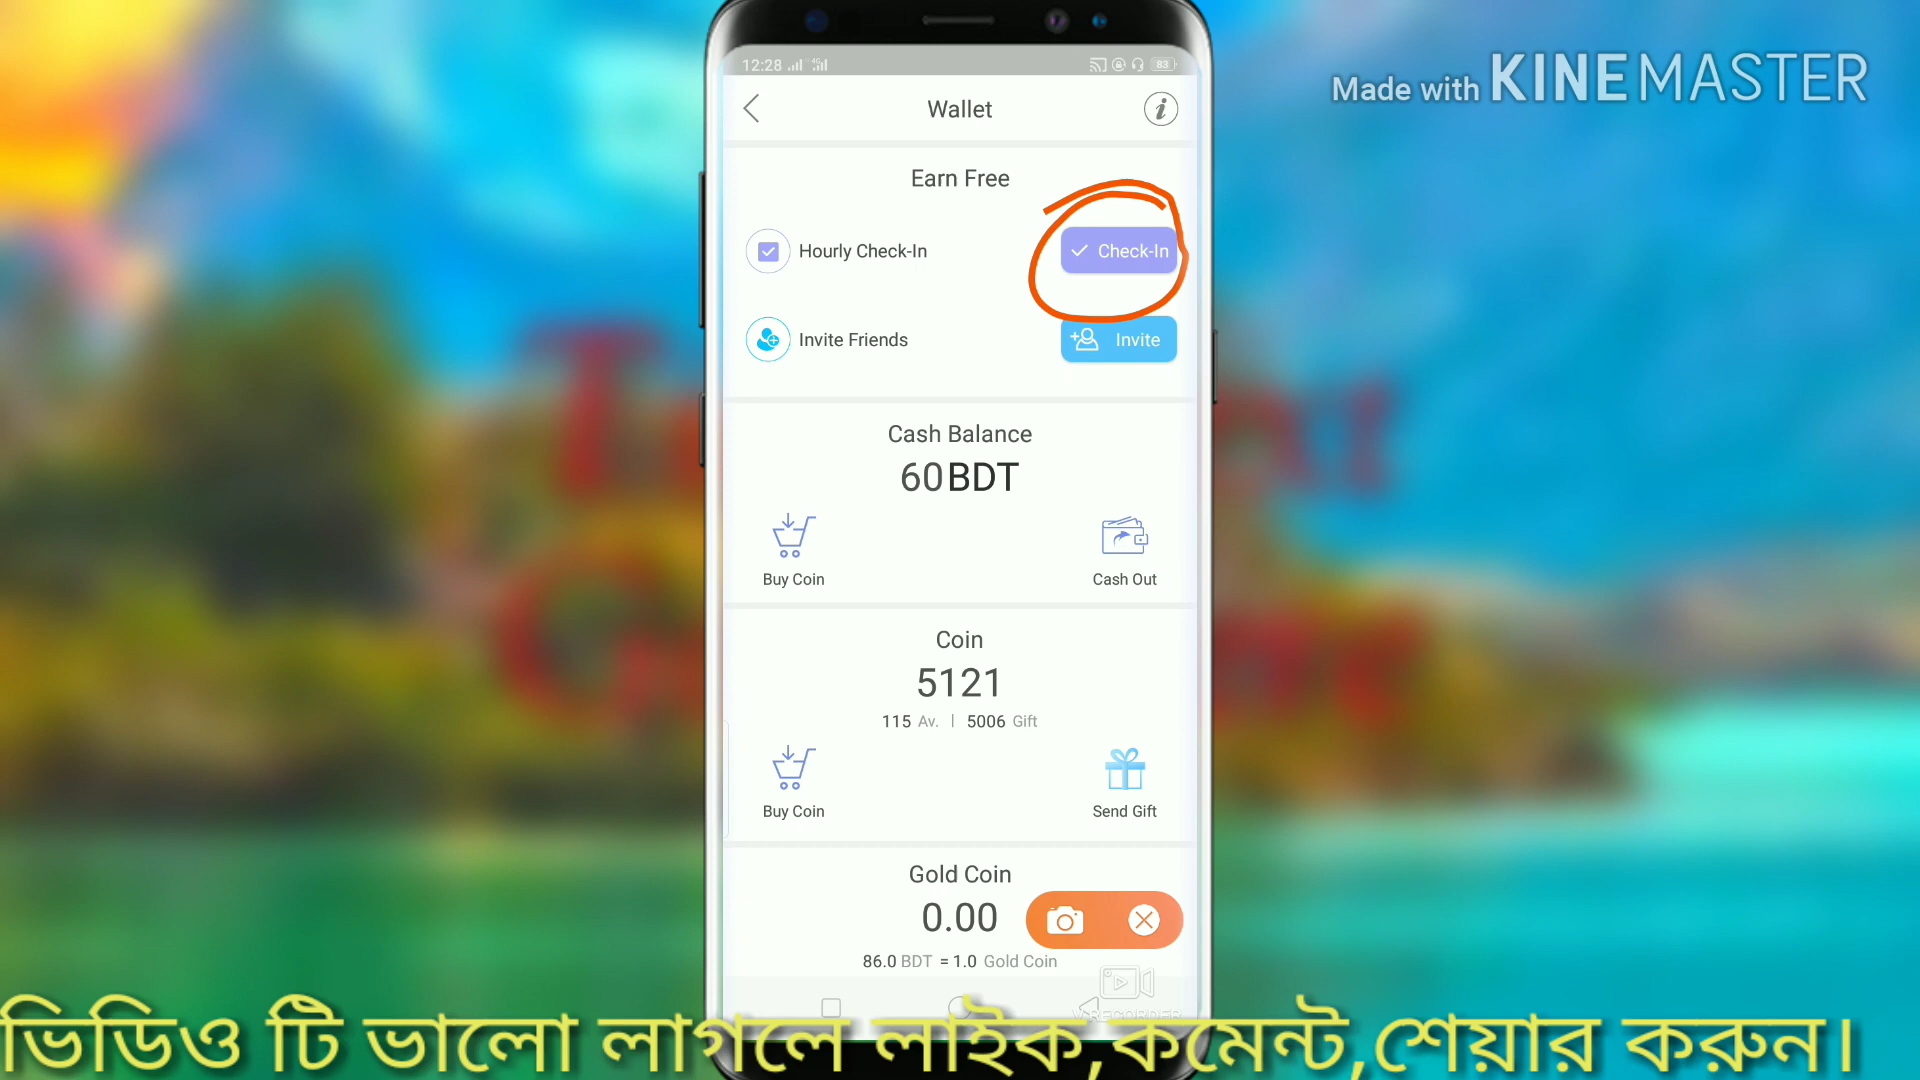 Made with KINEMASTER
12:28 83
Wallet
Earn Free
Hourly Check-In Check-In
Invite Friends Invite
Cash Balance
60BDT
Buy Coin Cash Out
Coin
5121
115 Av. | 5006 Gift
Buy Coin Send Gift
Gold Coin
0.00
86.0 BDT = 1.0 Gold Coin
ভিডিও টি ভালো লাগলে লাইক,কমেন্ট,শেয়ার করুন।